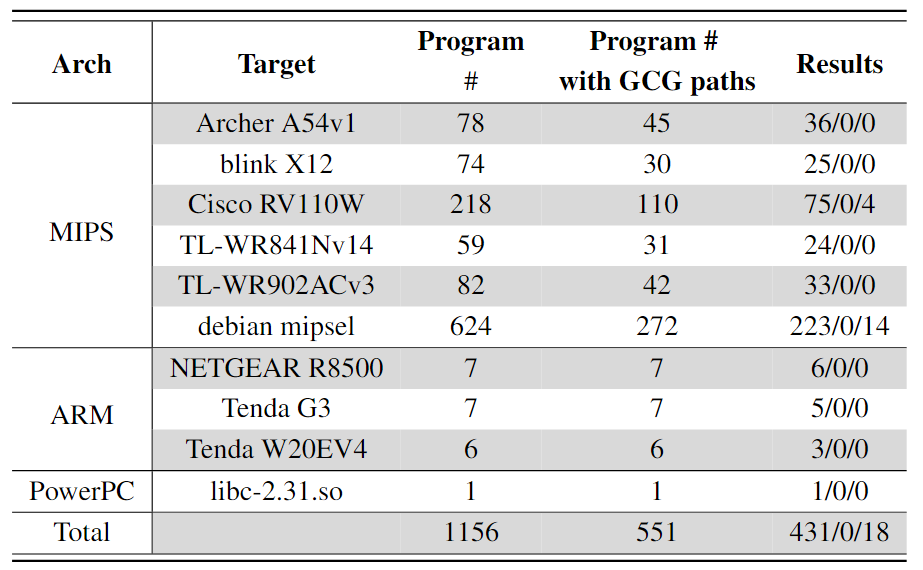 Arch Target Program # Program # with GCG paths Results
MIPS
Archer A54v1 78 45 36/0/0
blink X12 74 30 25/0/0
Cisco RV110W 218 110 75/0/4
TL-WR841Nv14 59 31 24/0/0
TL-WR902ACv3 82 42 33/0/0
debian mipsel 624 272 223/0/14
ARM
NETGEAR R8500 7 7 6/0/0
Tenda G3 7 7 5/0/0
Tenda W20EV4 6 6 3/0/0
PowerPC libc-2.31.so 1 1 1/0/0
Total 1156 551 431/0/18